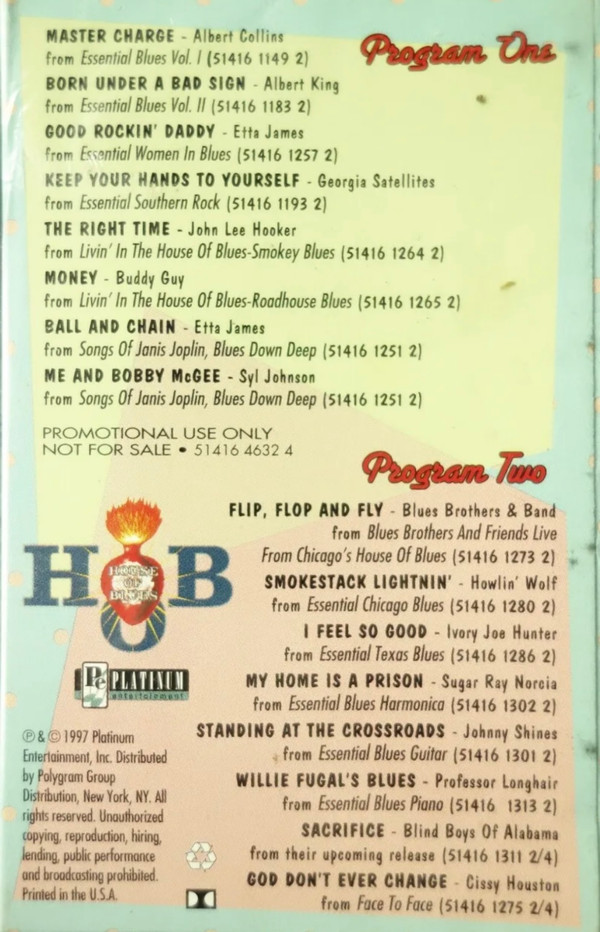 Program One
MASTER CHARGE - Albert Collins
from Essential Blues Vol. I (51416 1149 2)
BORN UNDER A BAD SIGN - Albert King
from Essential Blues Vol. II (51416 1183 2)
GOOD ROCKIN' DADDY - Etta James
from Essential Women In Blues (51416 1257 2)
KEEP YOUR HANDS TO YOURSELF - Georgia Satellites
from Essential Southern Rock (51416 1193 2)
THE RIGHT TIME - John Lee Hooker
from Livin' In The House Of Blues-Smokey Blues (51416 1264 2)
MONEY - Buddy Guy
from Livin' In The House Of Blues-Roadhouse Blues (51416 1265 2)
BALL AND CHAIN - Etta James
from Songs Of Janis Joplin, Blues Down Deep (51416 1251 2)
ME AND BOBBY McGEE - Syl Johnson
from Songs Of Janis Joplin, Blues Down Deep (51416 1251 2)
PROMOTIONAL USE ONLY
NOT FOR SALE • 51416 4632 4
Program Two
FLIP, FLOP AND FLY - Blues Brothers & Band
from Blues Brothers And Friends Live
From Chicago's House Of Blues (51416 1273 2)
SMOKESTACK LIGHTNIN' - Howlin' Wolf
from Essential Chicago Blues (51416 1280 2)
I FEEL SO GOOD - Ivory Joe Hunter
from Essential Texas Blues (51416 1286 2)
MY HOME IS A PRISON - Sugar Ray Norcia
from Essential Blues Harmonica (51416 1302 2)
STANDING AT THE CROSSROADS - Johnny Shines
from Essential Blues Guitar (51416 1301 2)
WILLIE FUGAL'S BLUES - Professor Longhair
from Essential Blues Piano (51416 1313 2)
SACRIFICE - Blind Boys Of Alabama
from their upcoming release (51416 1311 2/4)
GOD DON'T EVER CHANGE - Cissy Houston
from Face To Face (51416 1275 2/4)
HOB
HOUSE
OF
BLUES
Pe PLATINUM
entertainment
℗ & © 1997 Platinum
Entertainment, Inc. Distributed
by Polygram Group
Distribution, New York, NY. All
rights reserved. Unauthorized
copying, reproduction, hiring,
lending, public performance
and broadcasting prohibited.
Printed in the U.S.A.